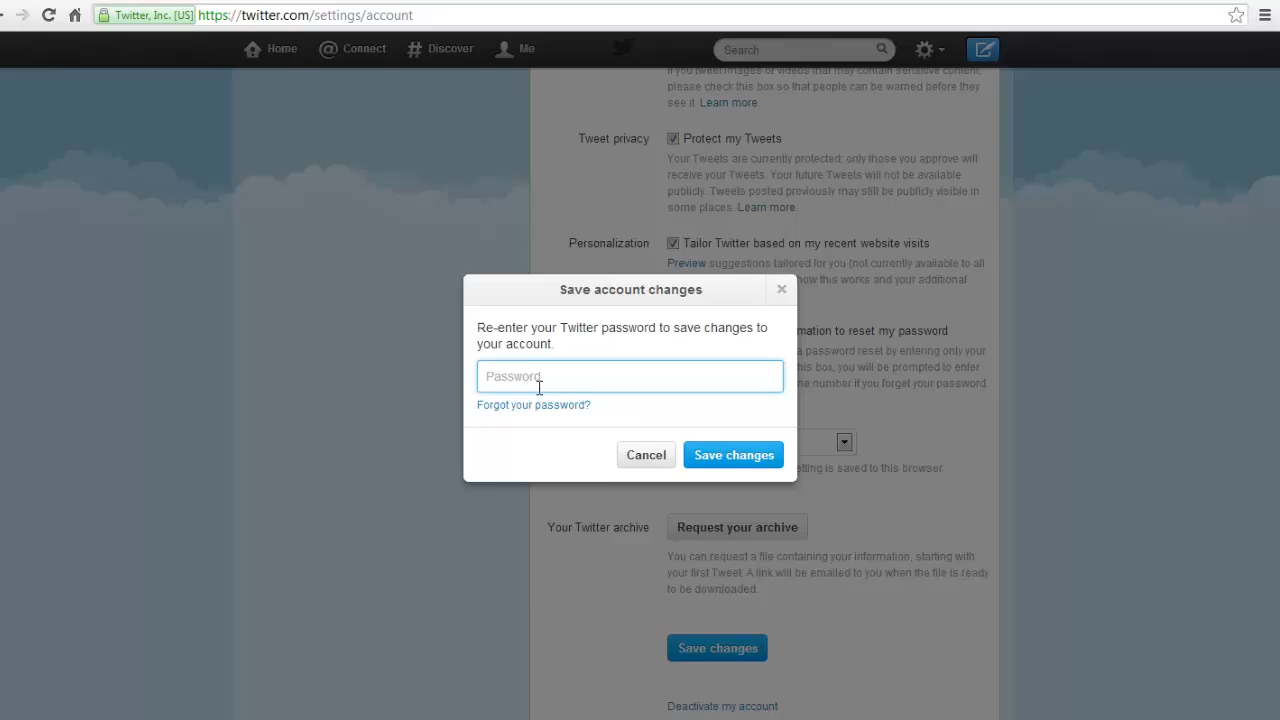 Twitter, Inc. [US] https://twitter.com/settings/account
Home Connect Discover Me Search
If you tweet images or videos that may contain sensitive content,
please check this box so that people can be warned before they
see it. Learn more.
Tweet privacy Protect my Tweets
Your Tweets are currently protected; only those you approve will
receive your Tweets. Your future Tweets will not be available
publicly. Tweets posted previously may still be publicly visible in
some places. Learn more.
Personalization Tailor Twitter based on my recent website visits
Preview suggestions tailored for you (not currently available to all
how this works and your additional
Save account changes
Re-enter your Twitter password to save changes to
your account.
Password
Forgot your password?
Cancel Save changes
mation to reset my password
a password reset by entering only your
his box, you will be prompted to enter
ne number if you forget your password.
etting is saved to this browser.
Your Twitter archive Request your archive
You can request a file containing your information, starting with
your first Tweet. A link will be emailed to you when the file is ready
to be downloaded.
Save changes
Deactivate my account